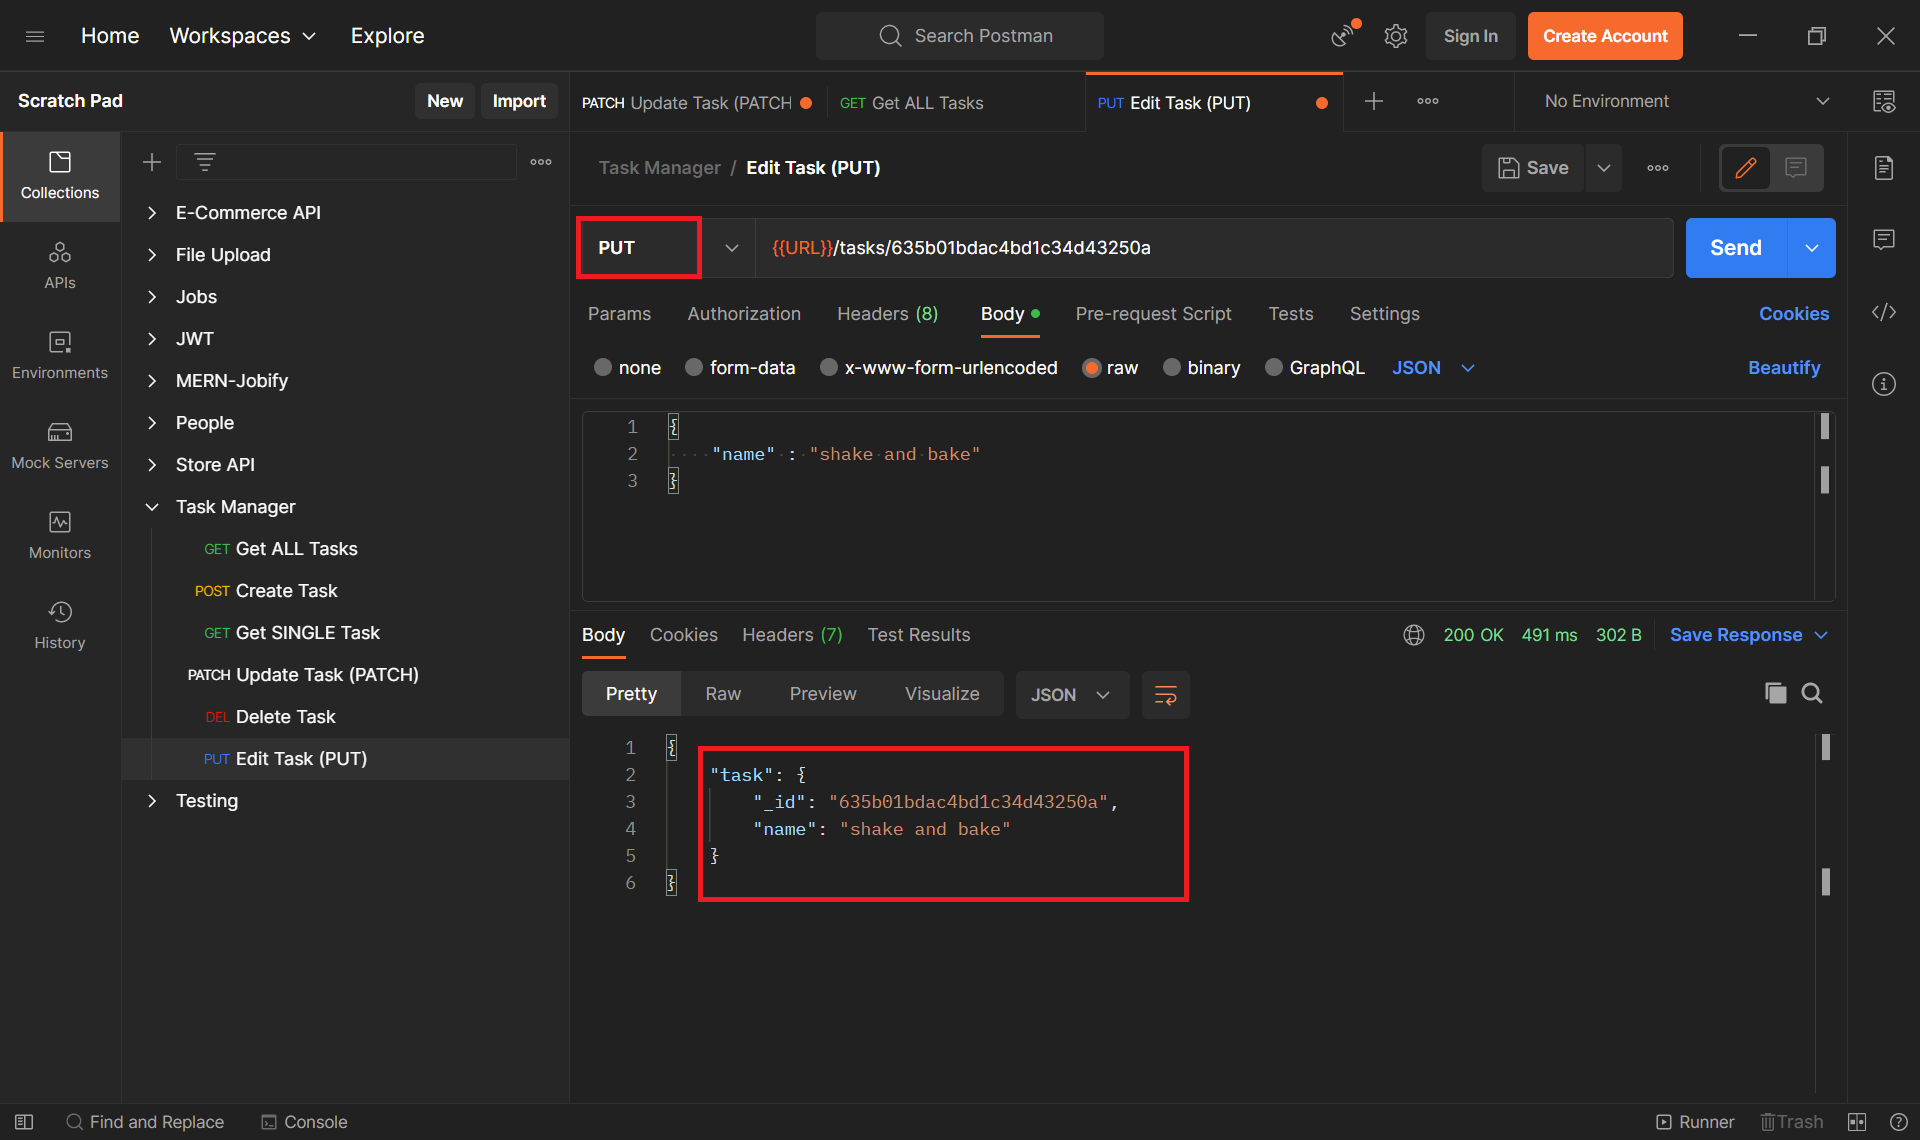 Home Workspaces Explore
Search Postman
Sign In Create Account
Scratch Pad New Import
PATCH Update Task (PATCH
GET Get ALL Tasks
PUT Edit Task (PUT)
No Environment
Collections
APIs
Environments
Mock Servers
Monitors
History
E-Commerce API
File Upload
Jobs
JWT
MERN-Jobify
People
Store API
Task Manager
GET Get ALL Tasks
POST Create Task
GET Get SINGLE Task
PATCH Update Task (PATCH)
DEL Delete Task
PUT Edit Task (PUT)
Testing
Task Manager / Edit Task (PUT)
Save
PUT {{URL}}/tasks/635b01bdac4bd1c34d43250a Send
Params Authorization Headers (8) Body Pre-request Script Tests Settings Cookies
none form-data x-www-form-urlencoded raw binary GraphQL JSON Beautify
1 {
2 "name" : "shake and bake"
3 }
Body Cookies Headers (7) Test Results 200 OK 491 ms 302 B Save Response
Pretty Raw Preview Visualize JSON
1 {
2 "task": {
3 "_id": "635b01bdac4bd1c34d43250a",
4 "name": "shake and bake"
5 }
6 }
Find and Replace Console Runner Trash